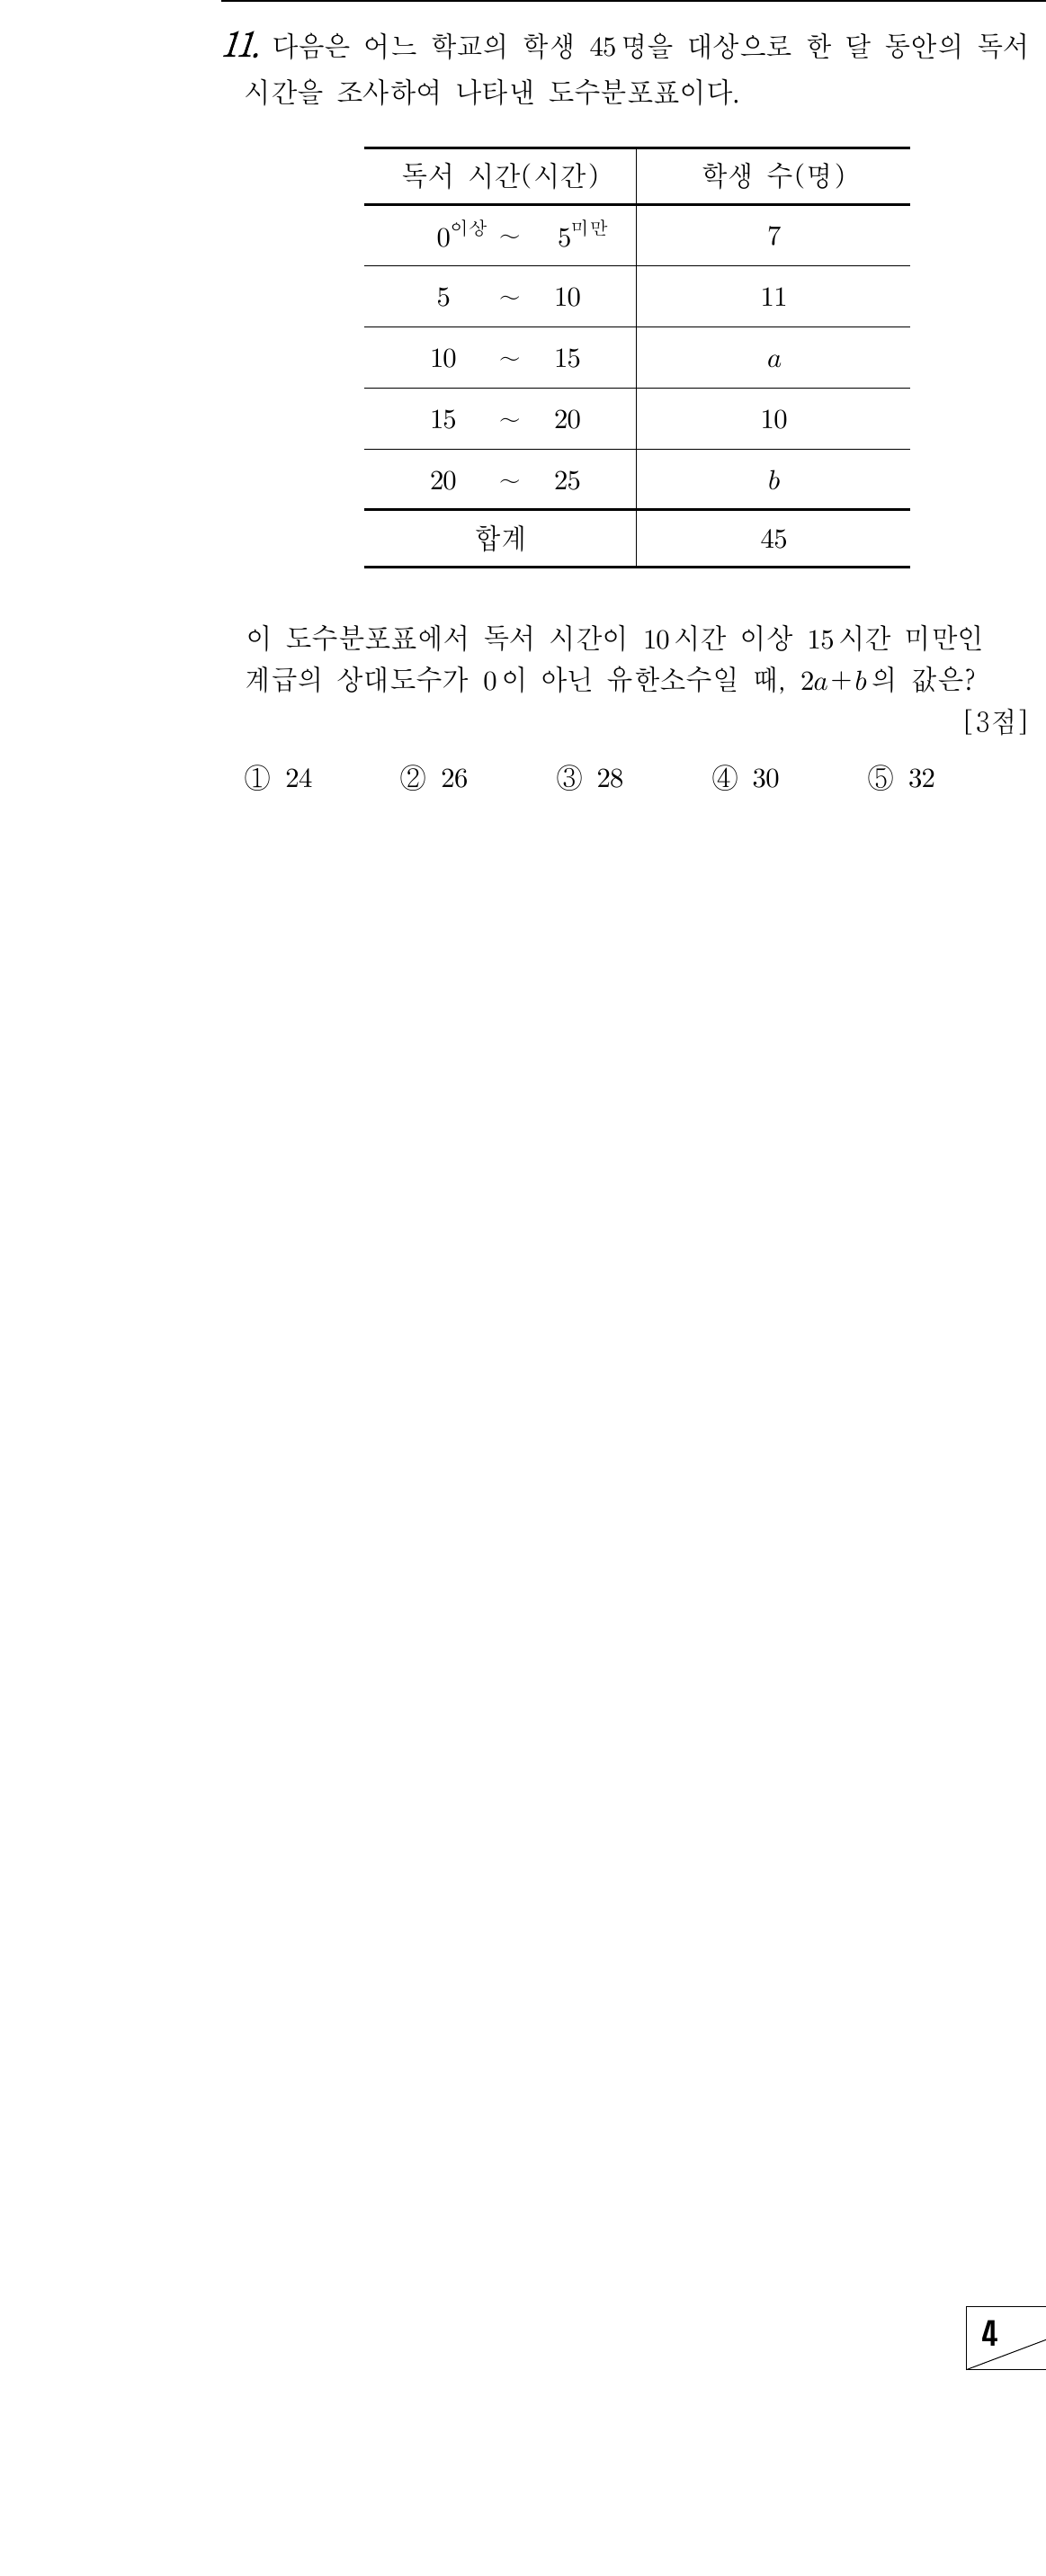 11. 다음은 어느 학교의 학생 45명을 대상으로 한 달 동안의 독서
시간을 조사하여 나타낸 도수분포표이다.
독서 시간(시간) 학생 수(명)
0이상 ~ 5미만 7
5 ~ 10 11
10 ~ 15 a
15 ~ 20 10
20 ~ 25 b
합계 45
이 도수분포표에서 독서 시간이 10시간 이상 15시간 미만인
계급의 상대도수가 0이 아닌 유한소수일 때, 2a+b의 값은?
[3점]
① 24 ② 26 ③ 28 ④ 30 ⑤ 32
4